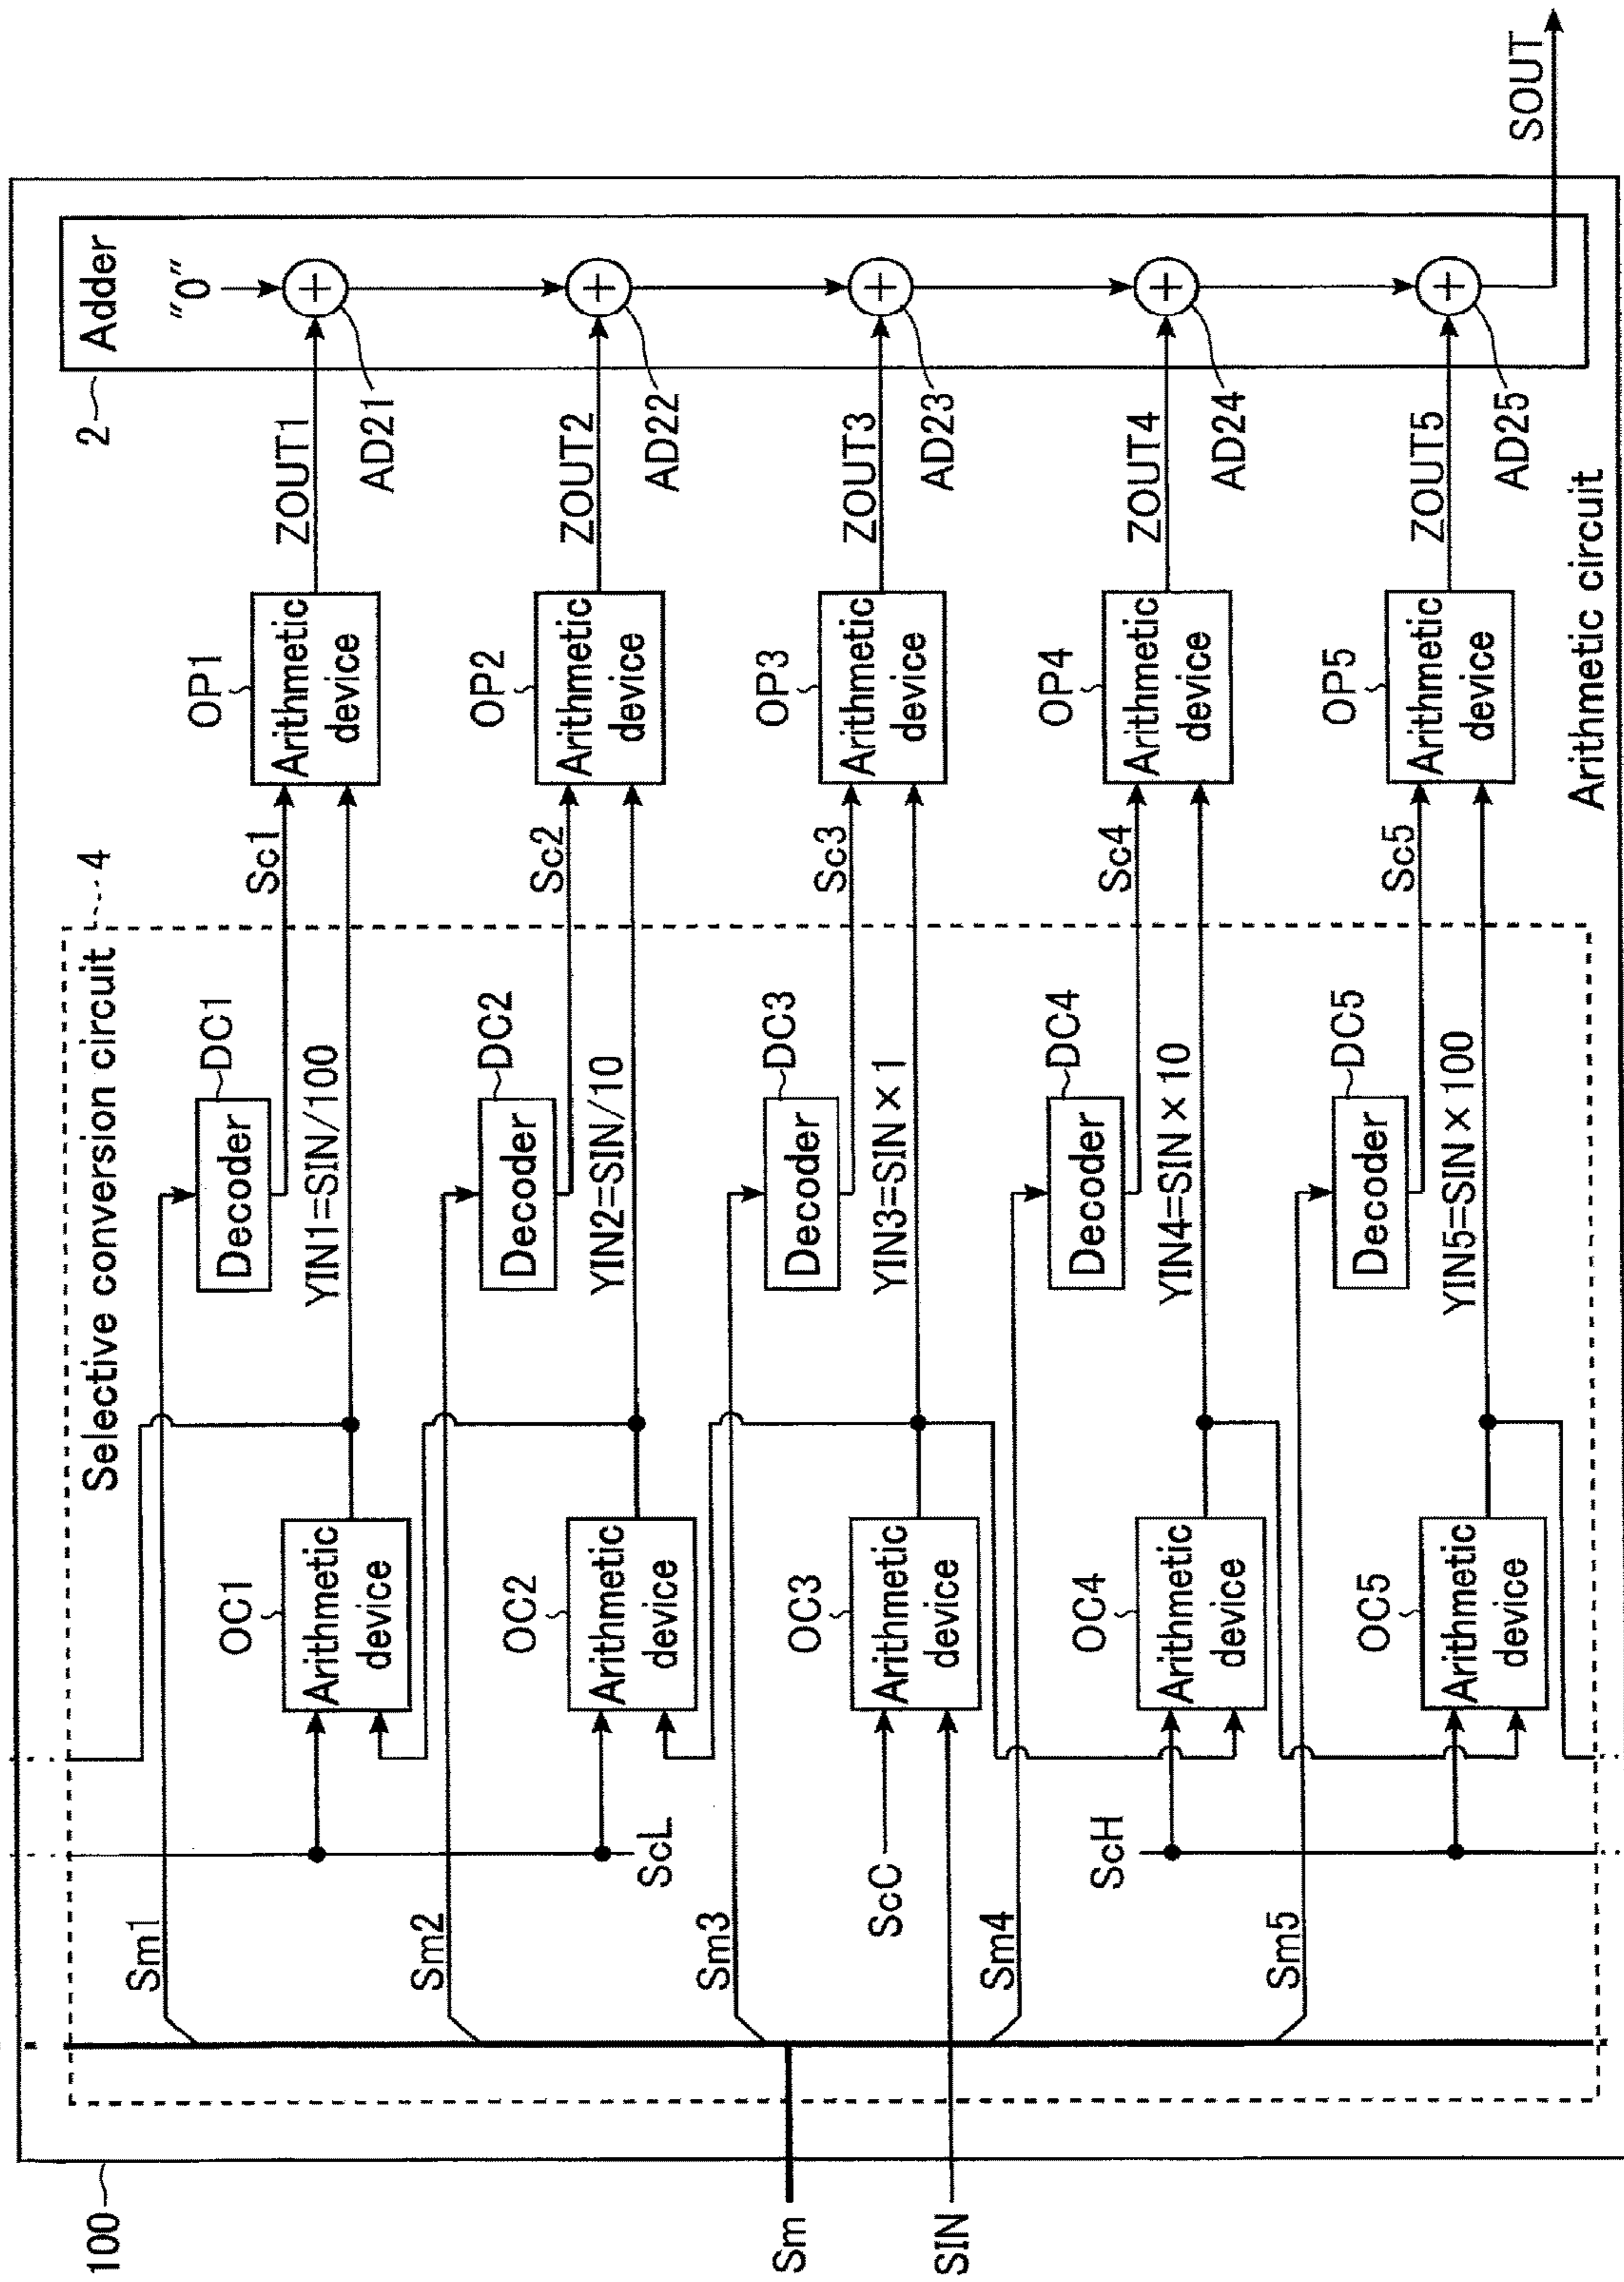 100
Arithmetic circuit
Selective conversion circuit
4
2
Adder
"0"
Sm
SIN
SOUT
Sm1
OC1
Arithmetic
device
Decoder
DC1
YIN1=SIN/100
Sc1
OP1
Arithmetic
device
ZOUT1
AD21
Sm2
OC2
Arithmetic
device
ScL
Decoder
DC2
YIN2=SIN/10
Sc2
OP2
Arithmetic
device
ZOUT2
AD22
Sm3
OC3
Arithmetic
device
ScC
Decoder
DC3
YIN3=SIN×1
Sc3
OP3
Arithmetic
device
ZOUT3
AD23
Sm4
OC4
Arithmetic
device
ScH
Decoder
DC4
YIN4=SIN×10
Sc4
OP4
Arithmetic
device
ZOUT4
AD24
Sm5
OC5
Arithmetic
device
Decoder
DC5
YIN5=SIN×100
Sc5
OP5
Arithmetic
device
ZOUT5
AD25